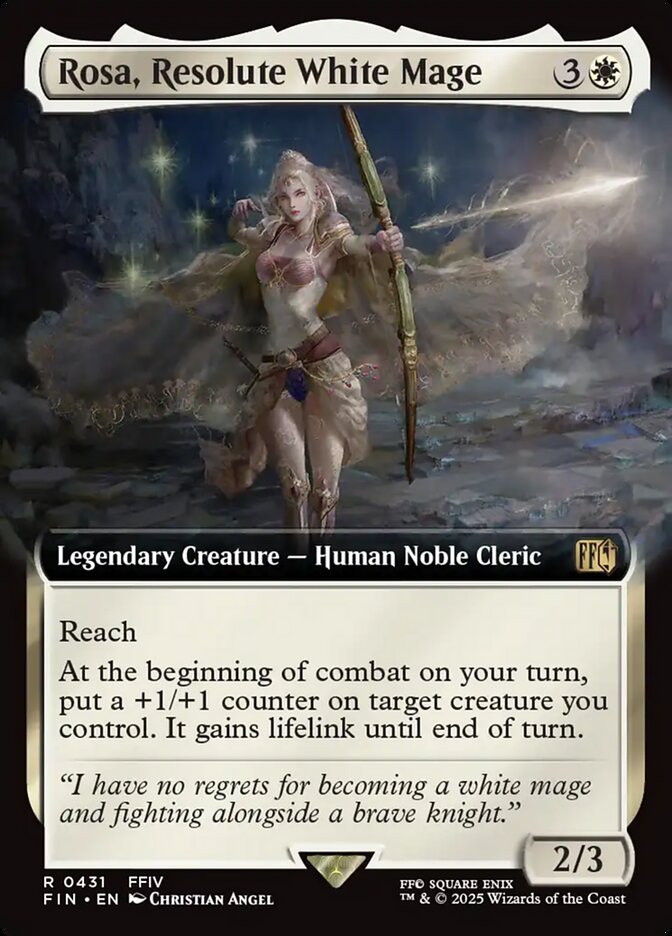 Rosa, Resolute White Mage 3
Legendary Creature — Human Noble Cleric FF
Reach
At the beginning of combat on your turn,
put a +1/+1 counter on target creature you
control. It gains lifelink until end of turn.
“I have no regrets for becoming a white mage
and fighting alongside a brave knight.”
2/3
R 0431 FFIV
FIN • EN Christian Angel
FF© SQUARE ENIX
™ & © 2025 Wizards of the Coast